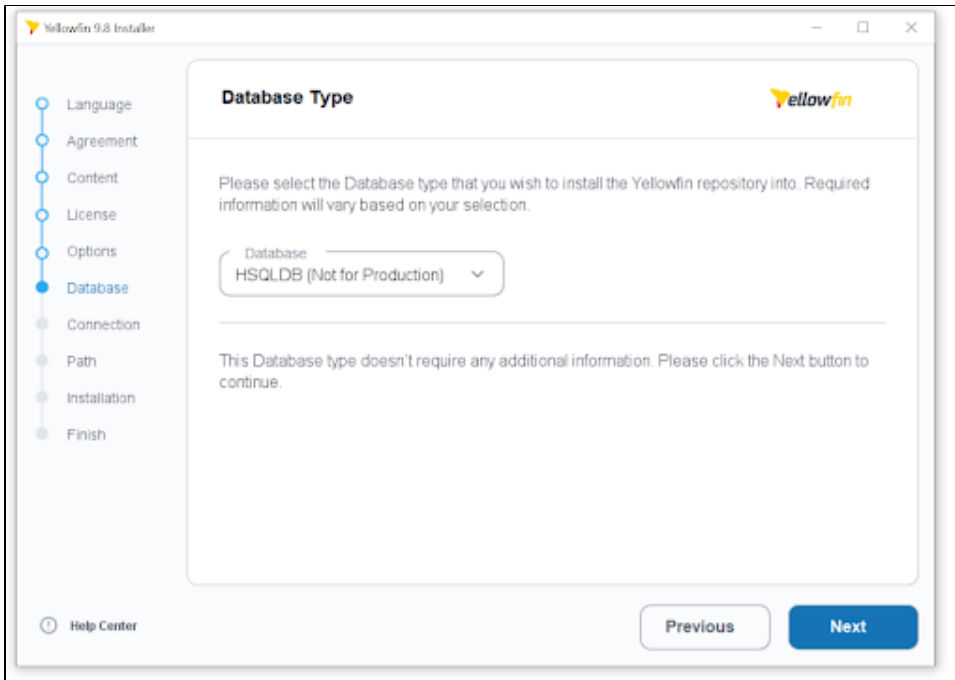 Yellowfin 9.8 Installer
Language
Agreement
Content
License
Options
Database
Connection
Path
Installation
Finish
Database Type
Yellowfin
Please select the Database type that you wish to install the Yellowfin repository into. Required
information will vary based on your selection.
Database
HSQLDB (Not for Production)
This Database type doesn't require any additional information. Please click the Next button to
continue.
Help Center
Previous
Next